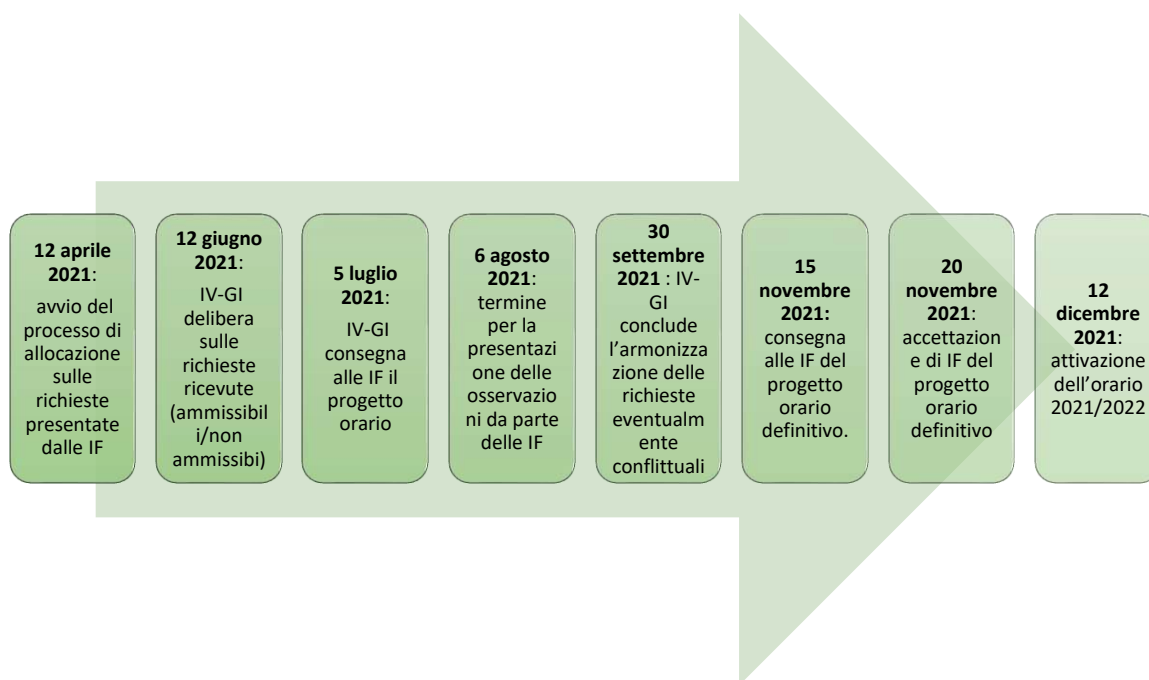 12 aprile
2021:
avvio del
processo di
allocazione
sulle
richieste
presentate
dalle IF
12 giugno
2021:
IV-GI
delibera
sulle
richieste
ricevute
(ammissibil
i/non
ammissibi)
5 luglio
2021:
IV-GI
consegna
alle IF il
progetto
orario
6 agosto
2021:
termine
per la
presentazi
one delle
osservazio
ni da parte
delle IF
30
settembre
2021 : IV-
GI
conclude
l’armonizza
zione delle
richieste
eventualm
ente
conflittuali
15
novembre
2021:
consegna
alle IF del
progetto
orario
definitivo.
20
novembre
2021:
accettazion
e di IF del
progetto
orario
definitivo
12
dicembre
2021:
attivazione
dell’orario
2021/2022